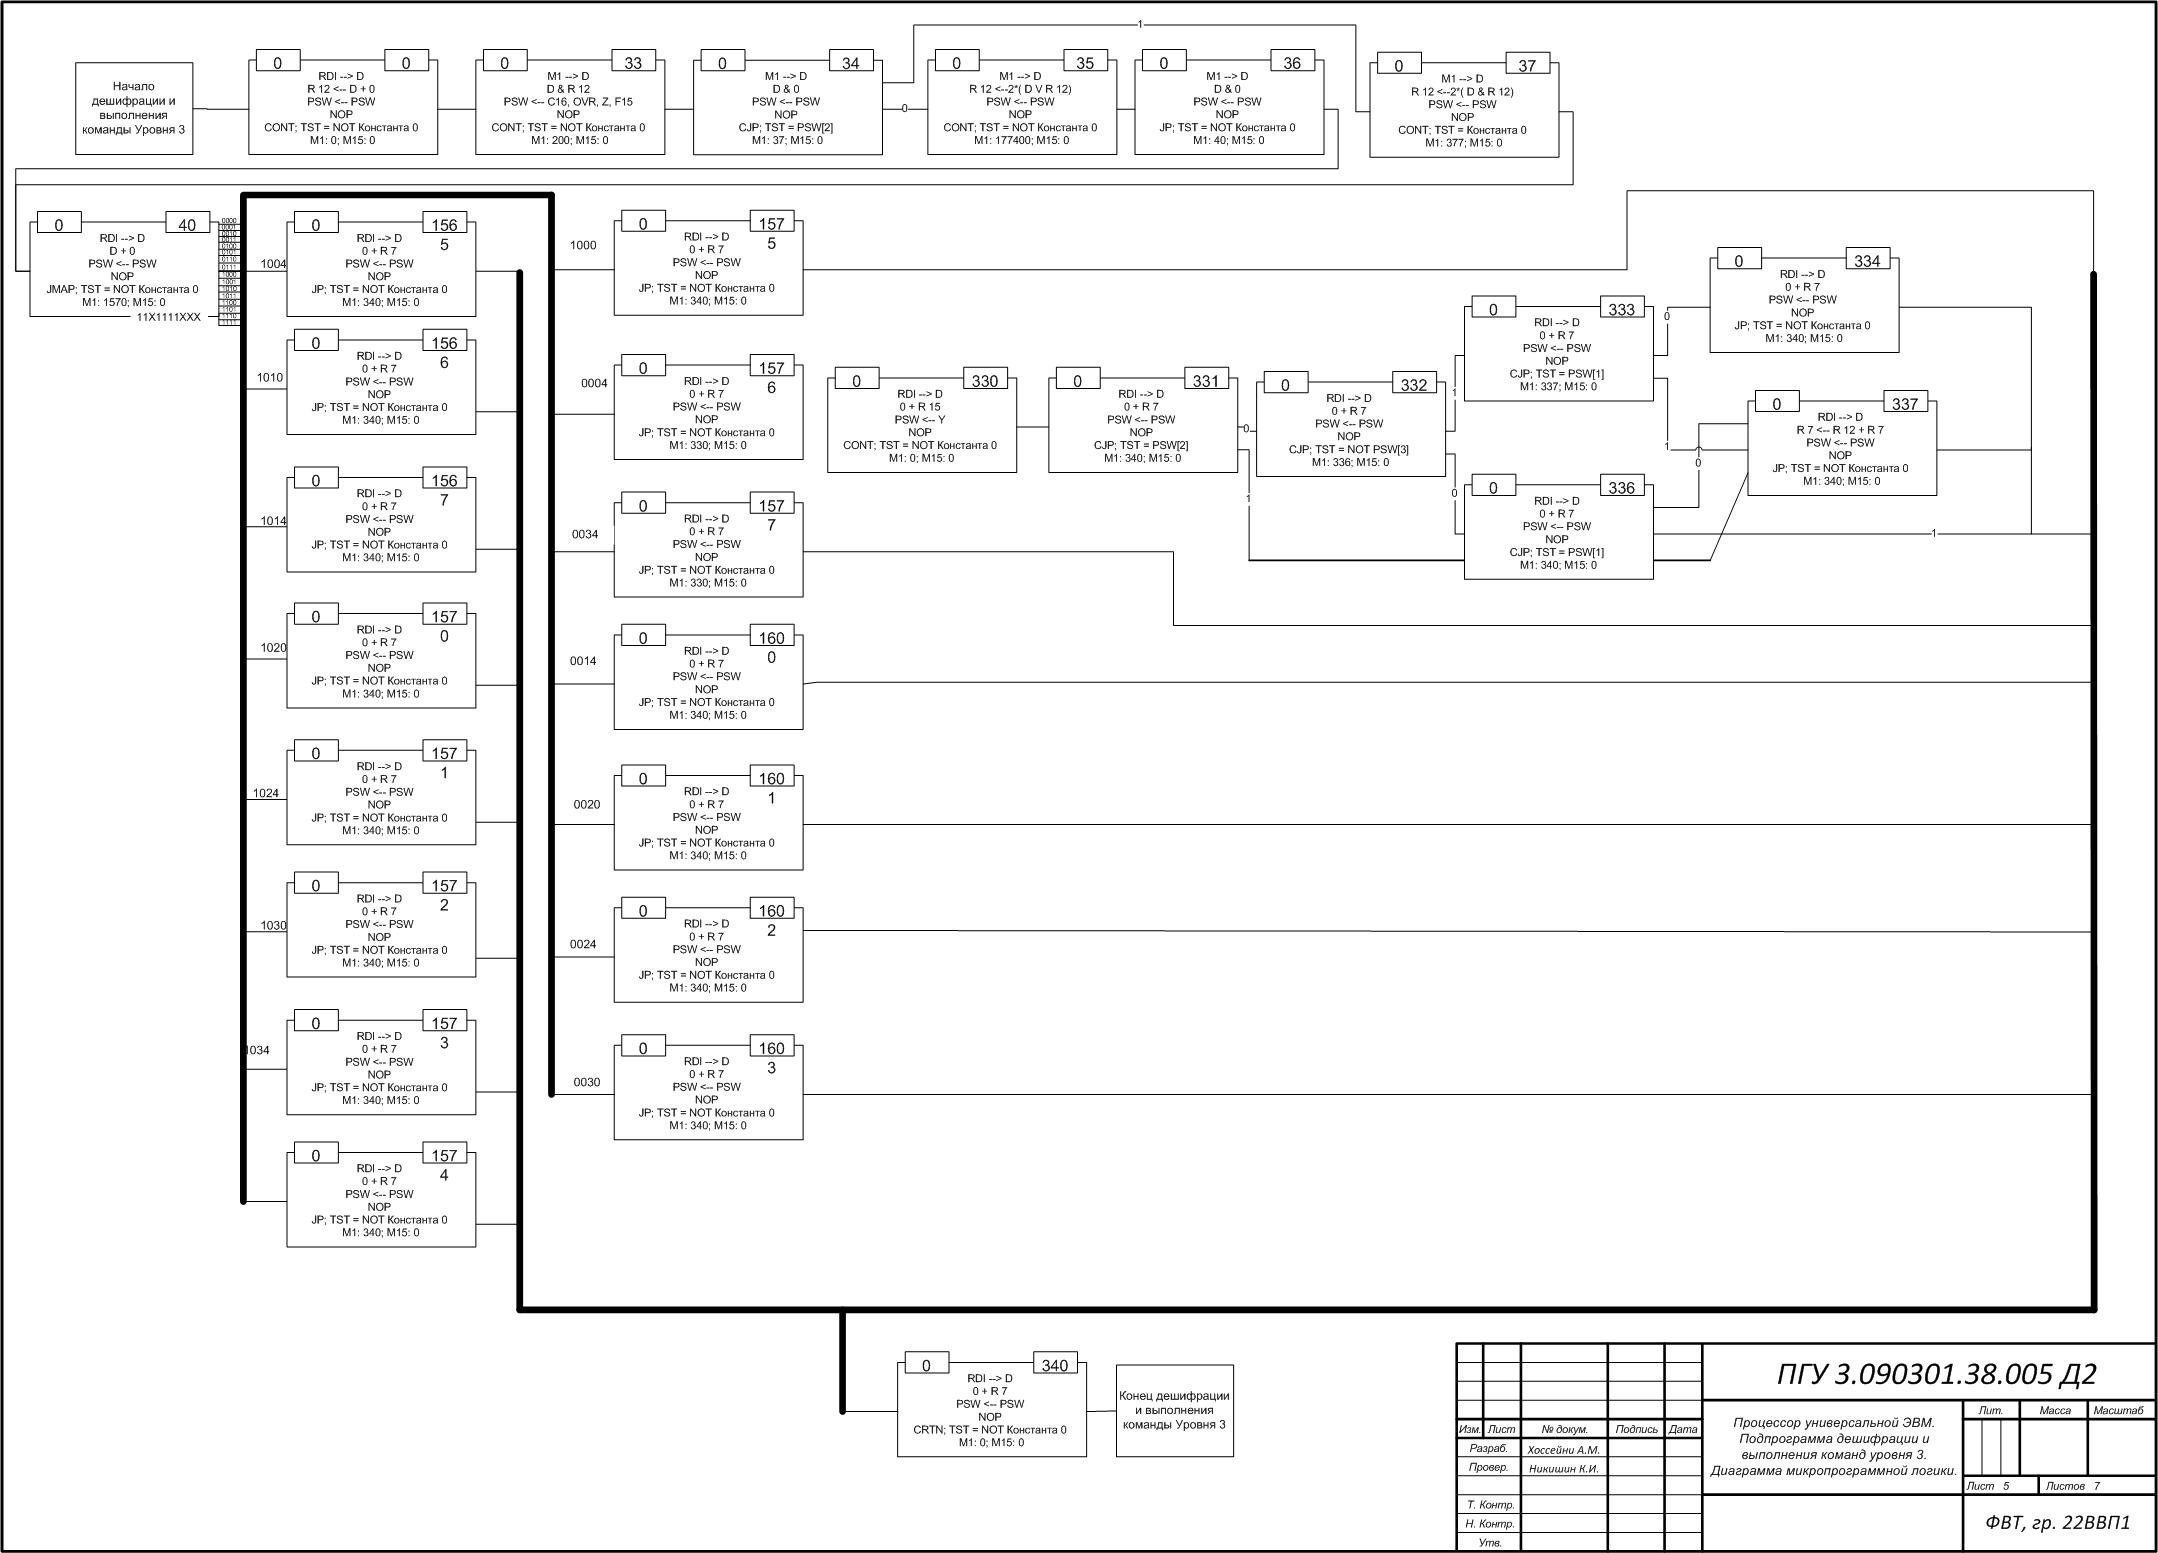 1
Начало
дешифрации и
выполнения
команды Уровня 3
0
0
RDI --> D
R 12 <-- D + 0
PSW <-- PSW
NOP
CONT; TST = NOT Константа 0
M1: 0; M15: 0
0
33
M1 --> D
D & R 12
PSW <-- C16, OVR, Z, F15
NOP
CONT; TST = NOT Константа 0
M1: 200; M15: 0
0
34
M1 --> D
D & 0
PSW <-- PSW
NOP
CJP; TST = PSW[2]
M1: 37; M15: 0
0
0
35
M1 --> D
R 12 <--2*( D V R 12)
PSW <-- PSW
NOP
CONT; TST = NOT Константа 0
M1: 177400; M15: 0
0
36
M1 --> D
D & 0
PSW <-- PSW
NOP
JP; TST = NOT Константа 0
M1: 40; M15: 0
0
37
M1 --> D
R 12 <--2*( D & R 12)
PSW <-- PSW
NOP
CONT; TST = Константа 0
M1: 377; M15: 0
0
40
RDI --> D
D + 0
PSW <-- PSW
NOP
JMAP; TST = NOT Константа 0
M1: 1570; M15: 0
11X1111XXX
0000
0001
0010
0011
0100
0101
0110
0111
1000
1001
1010
1011
1100
1101
1110
1111
1004
0
156
5
RDI --> D
0 + R 7
PSW <-- PSW
NOP
JP; TST = NOT Константа 0
M1: 340; M15: 0
1010
0
156
6
RDI --> D
0 + R 7
PSW <-- PSW
NOP
JP; TST = NOT Константа 0
M1: 340; M15: 0
1014
0
156
7
RDI --> D
0 + R 7
PSW <-- PSW
NOP
JP; TST = NOT Константа 0
M1: 340; M15: 0
1020
0
157
0
RDI --> D
0 + R 7
PSW <-- PSW
NOP
JP; TST = NOT Константа 0
M1: 340; M15: 0
1024
0
157
1
RDI --> D
0 + R 7
PSW <-- PSW
NOP
JP; TST = NOT Константа 0
M1: 340; M15: 0
1030
0
157
2
RDI --> D
0 + R 7
PSW <-- PSW
NOP
JP; TST = NOT Константа 0
M1: 340; M15: 0
1034
0
157
3
RDI --> D
0 + R 7
PSW <-- PSW
NOP
JP; TST = NOT Константа 0
M1: 340; M15: 0
0
157
4
RDI --> D
0 + R 7
PSW <-- PSW
NOP
JP; TST = NOT Константа 0
M1: 340; M15: 0
1000
0
157
5
RDI --> D
0 + R 7
PSW <-- PSW
NOP
JP; TST = NOT Константа 0
M1: 340; M15: 0
0004
0
157
6
RDI --> D
0 + R 7
PSW <-- PSW
NOP
JP; TST = NOT Константа 0
M1: 330; M15: 0
0034
0
157
7
RDI --> D
0 + R 7
PSW <-- PSW
NOP
JP; TST = NOT Константа 0
M1: 330; M15: 0
0014
0
160
0
RDI --> D
0 + R 7
PSW <-- PSW
NOP
JP; TST = NOT Константа 0
M1: 340; M15: 0
0020
0
160
1
RDI --> D
0 + R 7
PSW <-- PSW
NOP
JP; TST = NOT Константа 0
M1: 340; M15: 0
0024
0
160
2
RDI --> D
0 + R 7
PSW <-- PSW
NOP
JP; TST = NOT Константа 0
M1: 340; M15: 0
0030
0
160
3
RDI --> D
0 + R 7
PSW <-- PSW
NOP
JP; TST = NOT Константа 0
M1: 340; M15: 0
0
330
RDI --> D
0 + R 15
PSW <-- Y
NOP
CONT; TST = NOT Константа 0
M1: 0; M15: 0
0
331
RDI --> D
0 + R 7
PSW <-- PSW
NOP
CJP; TST = PSW[2]
M1: 340; M15: 0
0
1
0
332
RDI --> D
0 + R 7
PSW <-- PSW
NOP
CJP; TST = NOT PSW[3]
M1: 336; M15: 0
1
0
0
333
RDI --> D
0 + R 7
PSW <-- PSW
NOP
CJP; TST = PSW[1]
M1: 337; M15: 0
0
1
0
334
RDI --> D
0 + R 7
PSW <-- PSW
NOP
JP; TST = NOT Константа 0
M1: 340; M15: 0
0
336
RDI --> D
0 + R 7
PSW <-- PSW
NOP
CJP; TST = PSW[1]
M1: 340; M15: 0
0
1
0
337
RDI --> D
R 7 <-- R 12 + R 7
PSW <-- PSW
NOP
JP; TST = NOT Константа 0
M1: 340; M15: 0
0
340
RDI --> D
0 + R 7
PSW <-- PSW
NOP
CRTN; TST = NOT Константа 0
M1: 0; M15: 0
Конец дешифрации
и выполнения
команды Уровня 3
ПГУ 3.090301.38.005 Д2
Изм. Лист № докум. Подпись Дата
Разраб. Хоссейни А.М.
Провер. Никишин К.И.
Т. Контр.
Н. Контр.
Утв.
Процессор универсальной ЭВМ.
Подпрограмма дешифрации и
выполнения команд уровня 3.
Диаграмма микропрограммной логики.
Лит. Масса Масштаб
Лист 5 Листов 7
ФВТ, гр. 22ВВП1